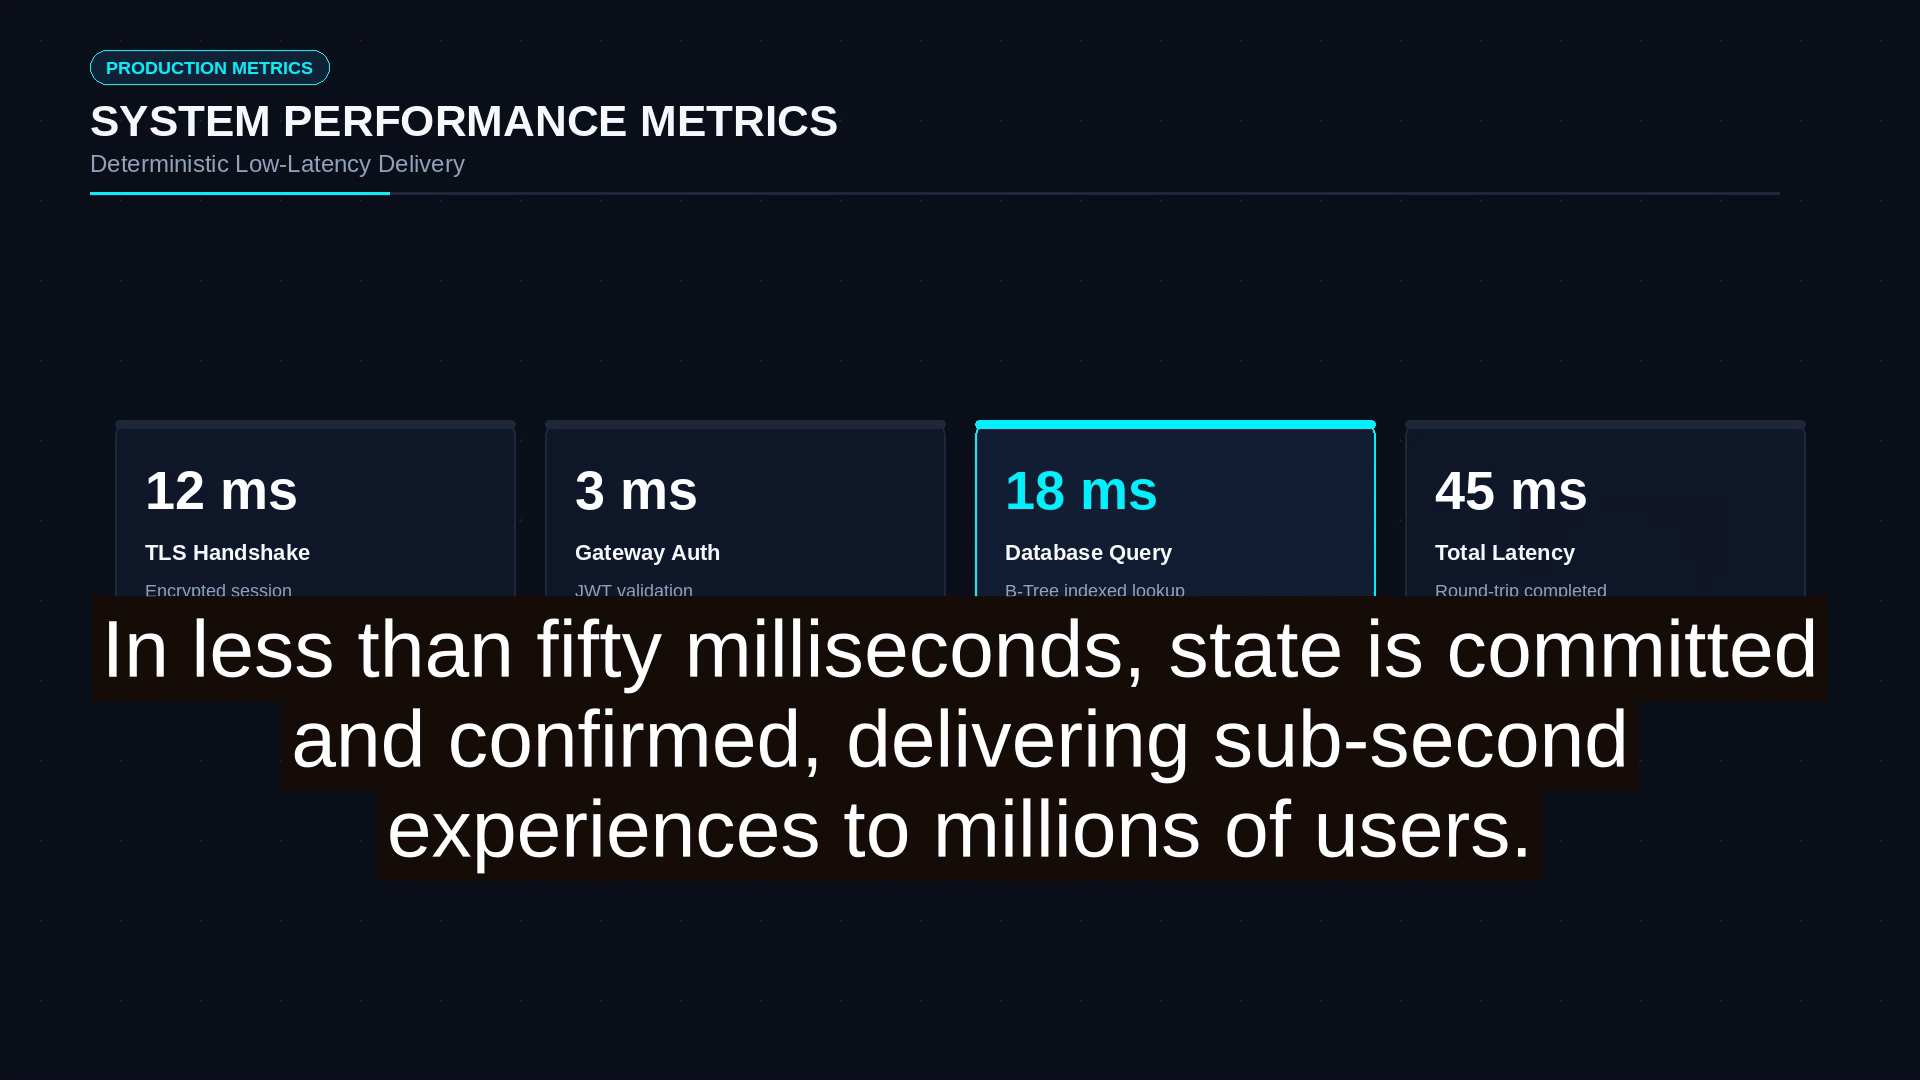 PRODUCTION METRICS
SYSTEM PERFORMANCE METRICS
Deterministic Low-Latency Delivery
12 ms
TLS Handshake
Encrypted session
3 ms
Gateway Auth
JWT validation
18 ms
Database Query
B-Tree indexed lookup
45 ms
Total Latency
Round-trip completed
In less than fifty milliseconds, state is committed
and confirmed, delivering sub-second
experiences to millions of users.